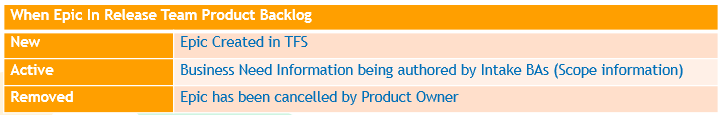 When Epic In Release Team Product Backlog
New Epic Created in TFS
Active Business Need Information being authored by Intake BAs (Scope information)
Removed Epic has been cancelled by Product Owner